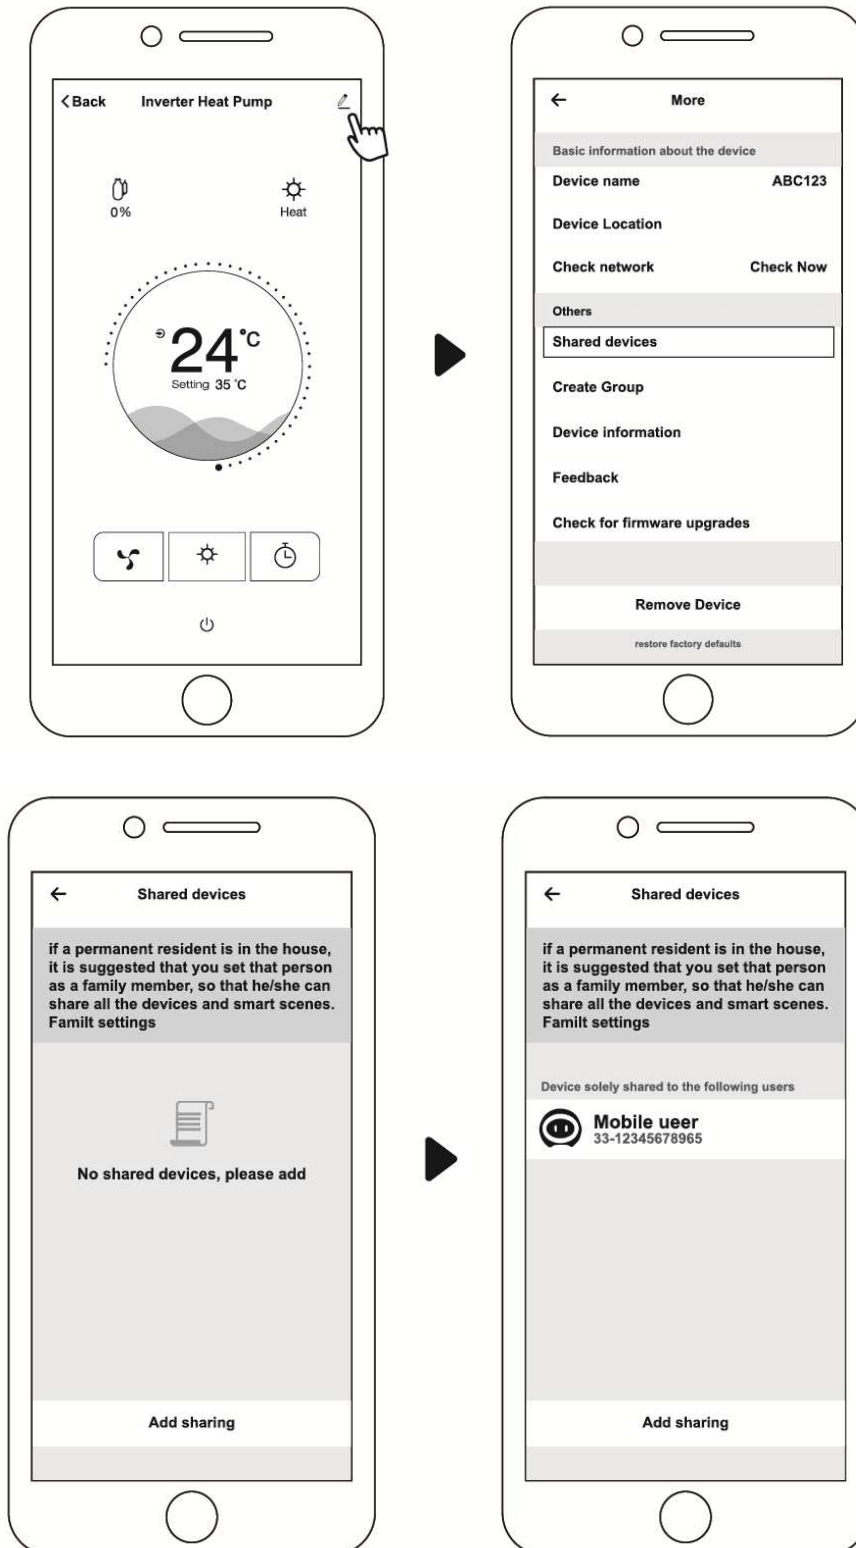 Back Inverter Heat Pump
0% Heat
24°C
Setting 35 °C
More
Basic information about the device
Device name ABC123
Device Location
Check network Check Now
Others
Shared devices
Create Group
Device information
Feedback
Check for firmware upgrades
Remove Device
restore factory defaults
Shared devices
if a permanent resident is in the house,
it is suggested that you set that person
as a family member, so that he/she can
share all the devices and smart scenes.
Familt settings
No shared devices, please add
Add sharing
Shared devices
if a permanent resident is in the house,
it is suggested that you set that person
as a family member, so that he/she can
share all the devices and smart scenes.
Familt settings
Device solely shared to the following users
Mobile ueer
33-12345678965
Add sharing